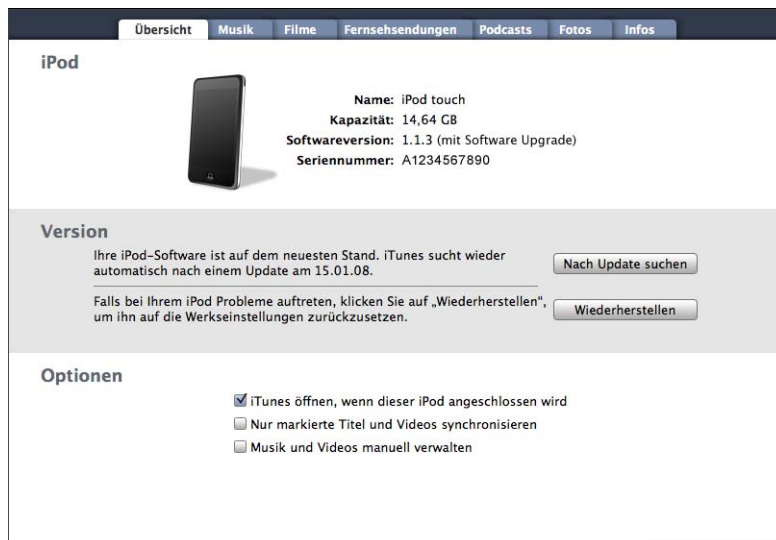 Übersicht Musik Filme Fernsehsendungen Podcasts Fotos Infos
iPod
Name: iPod touch
Kapazität: 14,64 GB
Softwareversion: 1.1.3 (mit Software Upgrade)
Seriennummer: A1234567890
Version
Ihre iPod-Software ist auf dem neuesten Stand. iTunes sucht wieder
automatisch nach einem Update am 15.01.08.
Nach Update suchen
Falls bei Ihrem iPod Probleme auftreten, klicken Sie auf „Wiederherstellen“,
um ihn auf die Werkseinstellungen zurückzusetzen.
Wiederherstellen
Optionen
iTunes öffnen, wenn dieser iPod angeschlossen wird
Nur markierte Titel und Videos synchronisieren
Musik und Videos manuell verwalten